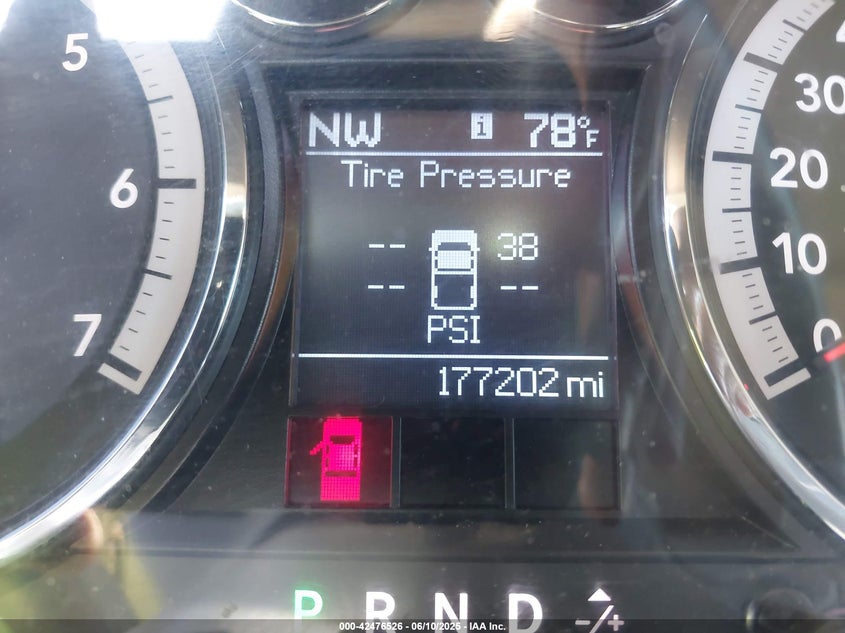 5
6
7
NW i 78°F
Tire Pressure
-- 38
-- --
PSI
177202 mi
30
20
10
0
P R N D -/+
000-42476526 - 06/10/2026 - IAA Inc.